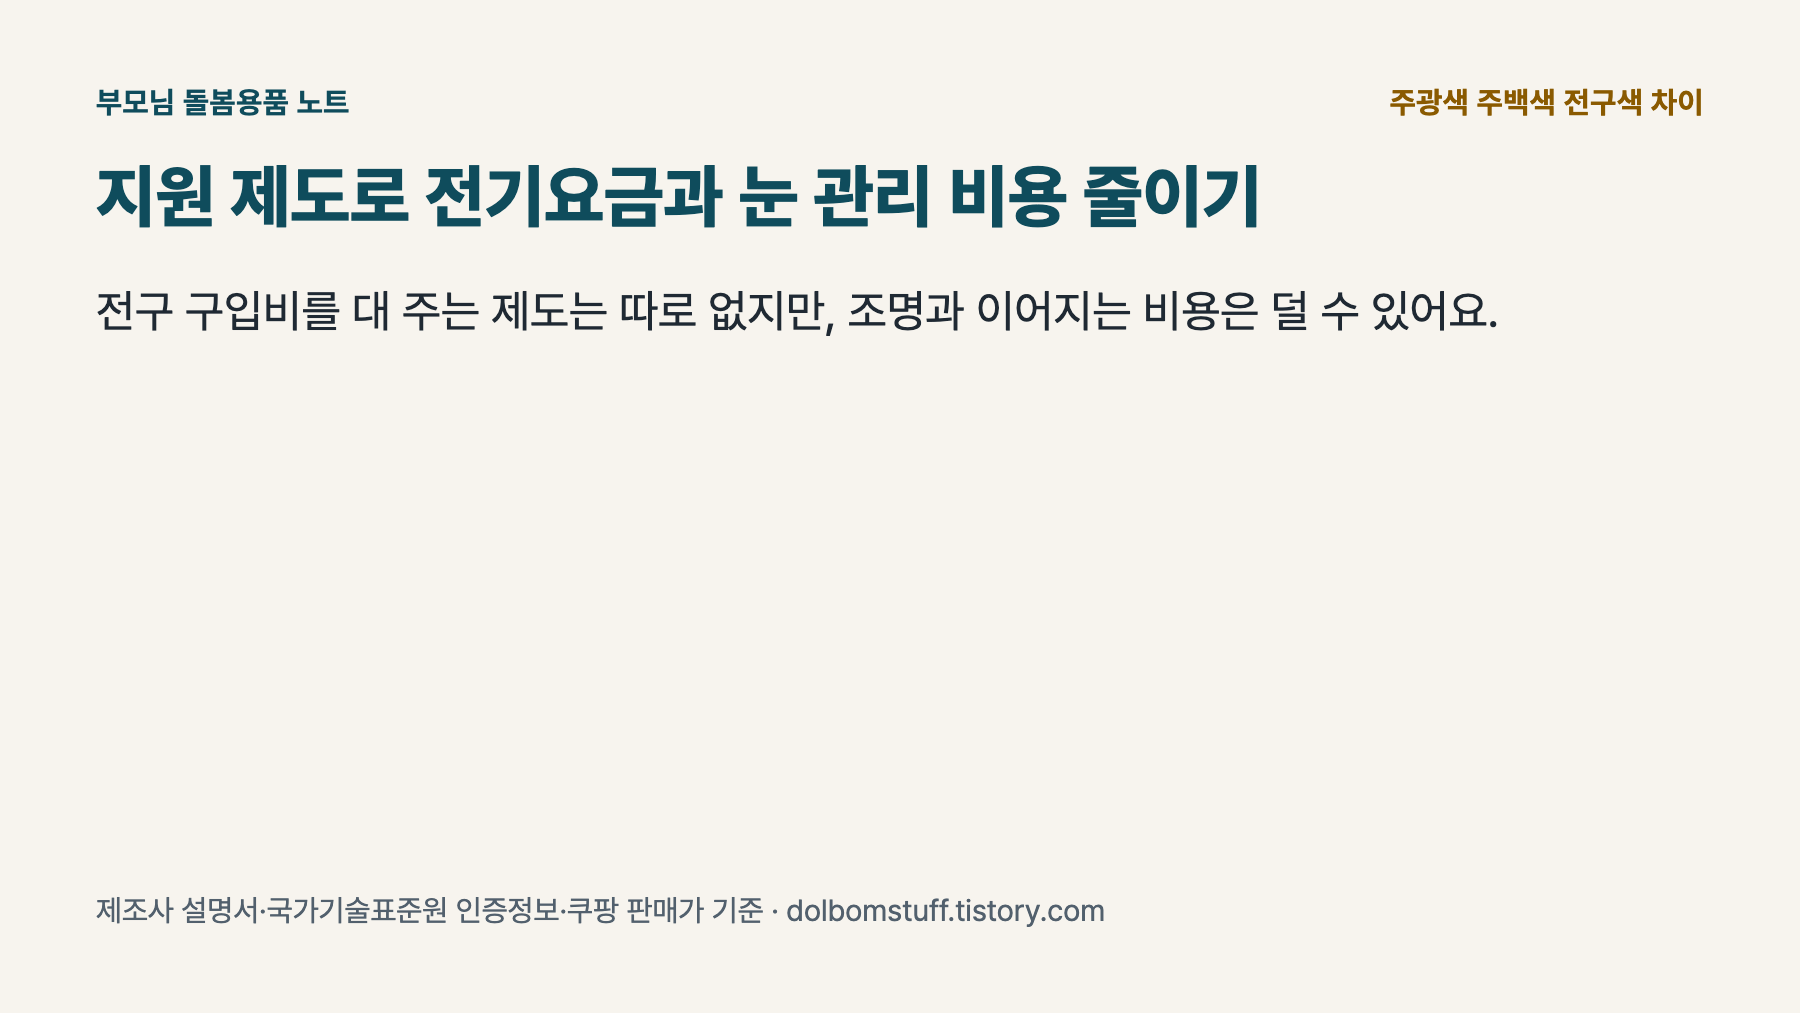 부모님 돌봄용품 노트
주광색 주백색 전구색 차이
지원 제도로 전기요금과 눈 관리 비용 줄이기
전구 구입비를 대 주는 제도는 따로 없지만, 조명과 이어지는 비용은 덜 수 있어요.
제조사 설명서·국가기술표준원 인증정보·쿠팡 판매가 기준 · dolbomstuff.tistory.com